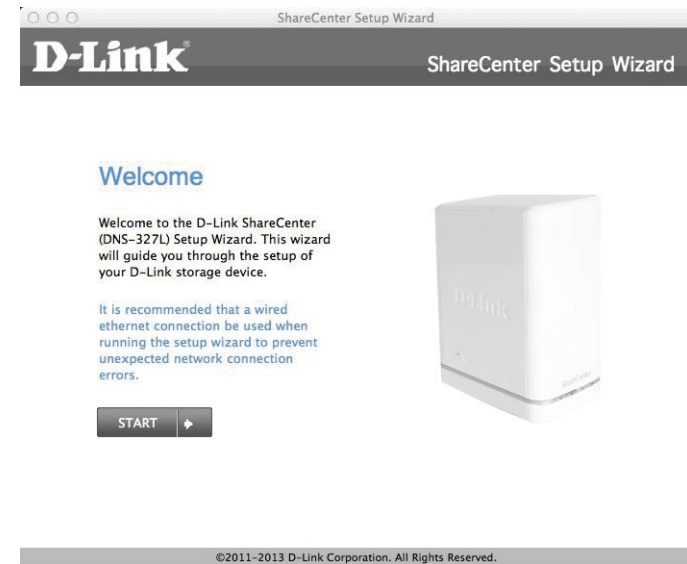 ShareCenter Setup Wizard
D-Link®
ShareCenter Setup Wizard
Welcome
Welcome to the D-Link ShareCenter
(DNS-327L) Setup Wizard. This wizard
will guide you through the setup of
your D-Link storage device.
It is recommended that a wired
ethernet connection be used when
running the setup wizard to prevent
unexpected network connection
errors.
START
D-Link
ShareCenter
©2011-2013 D-Link Corporation. All Rights Reserved.